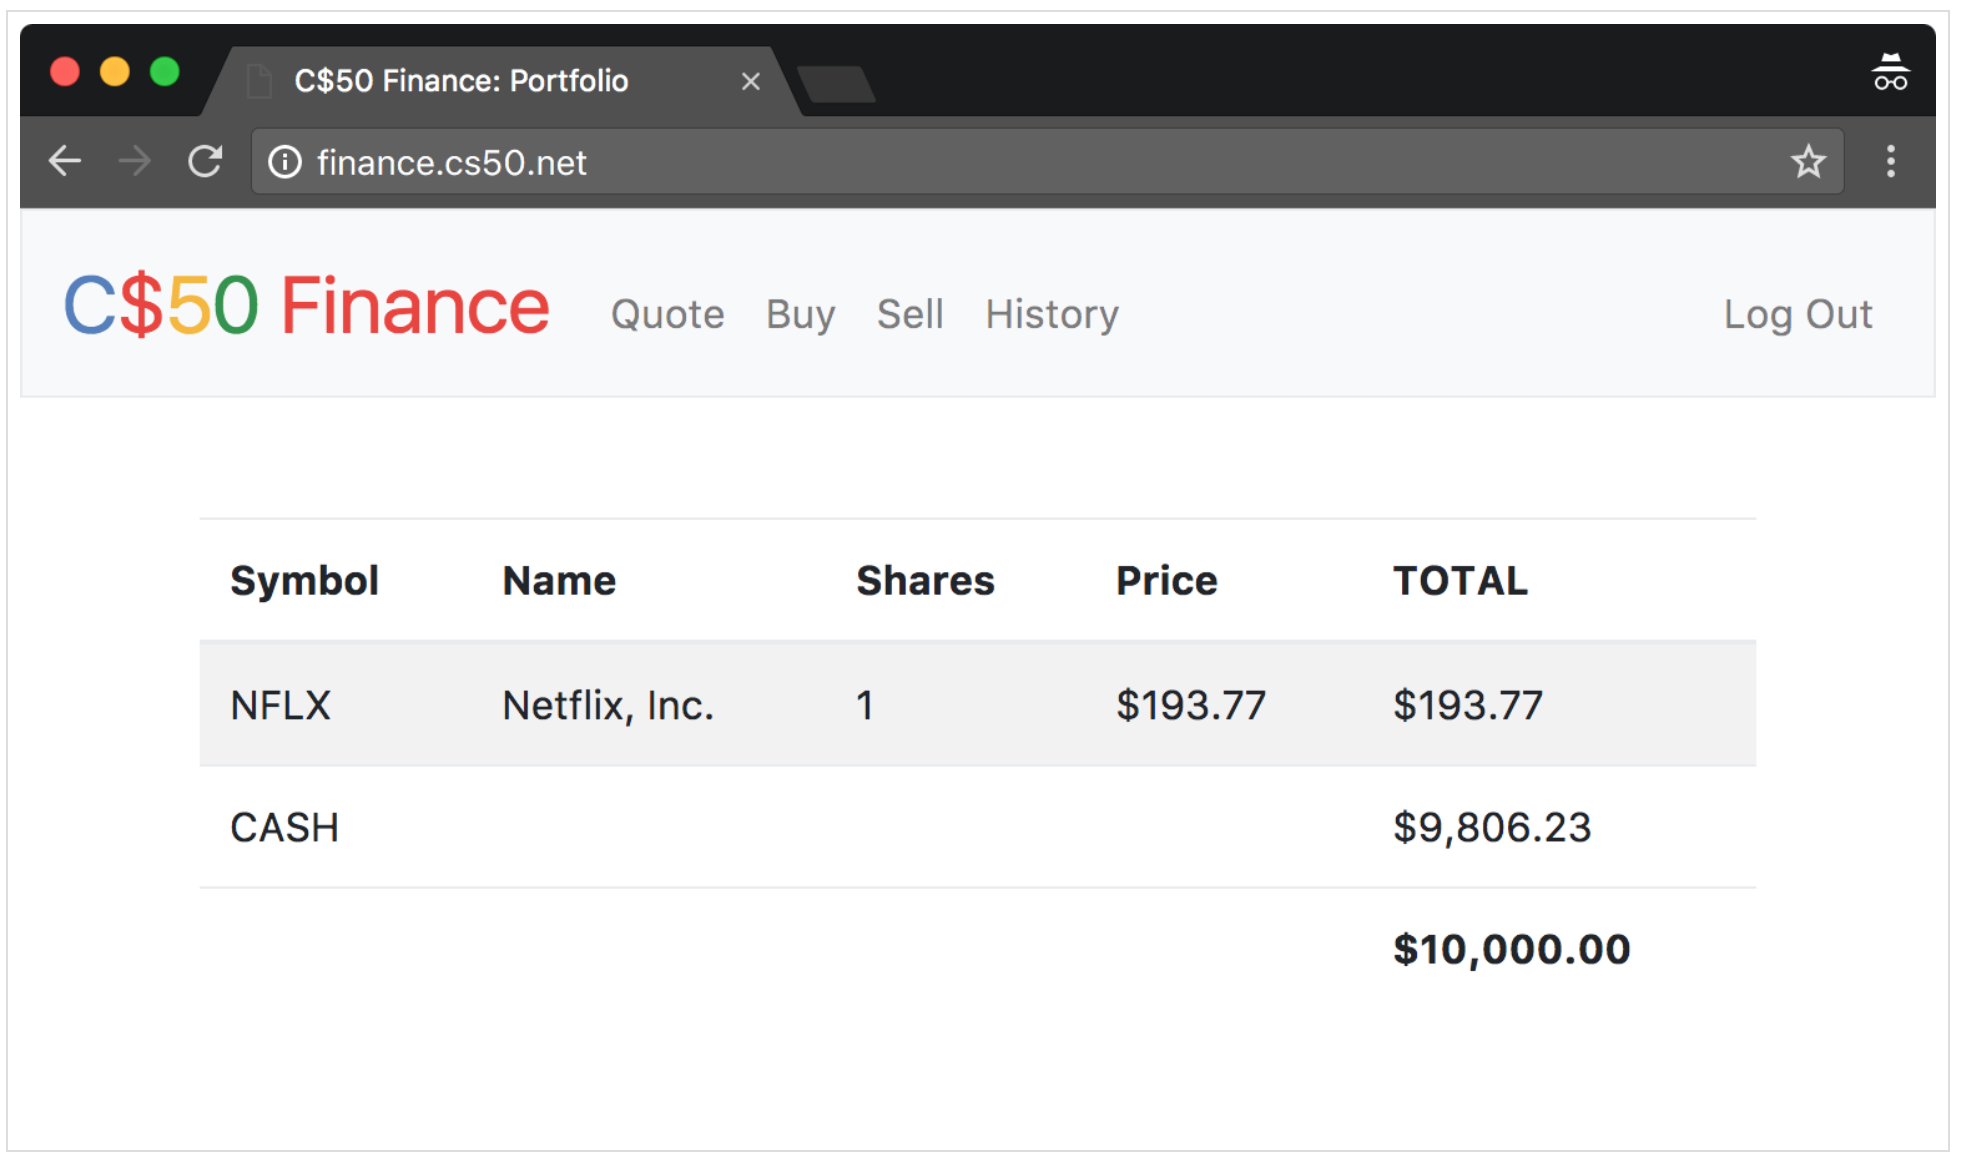 C$50 Finance: Portfolio
finance.cs50.net
C$50 Finance Quote Buy Sell History Log Out
Symbol Name Shares Price TOTAL
NFLX Netflix, Inc. 1 $193.77 $193.77
CASH $9,806.23
$10,000.00